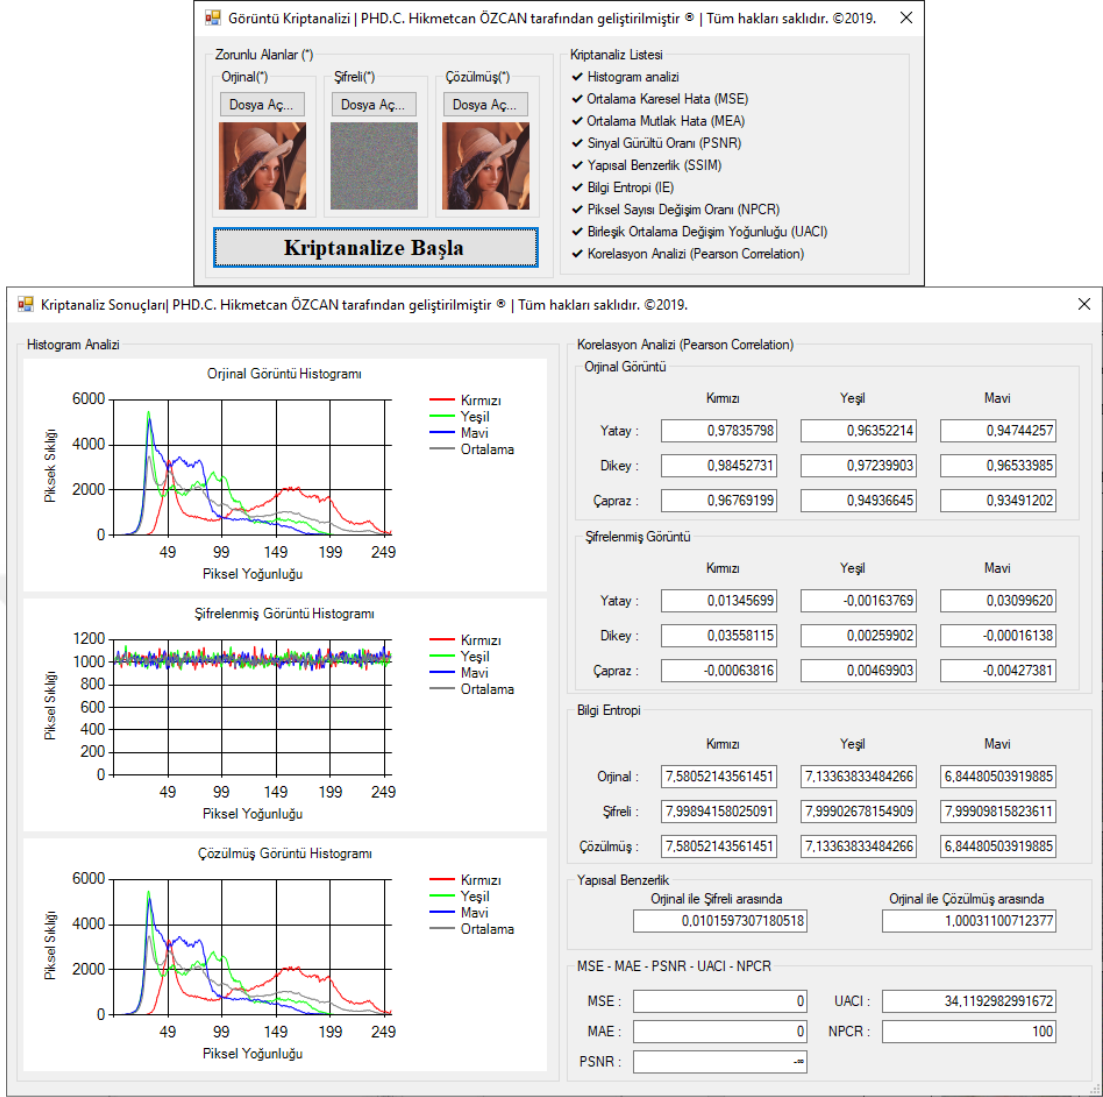 Görüntü Kriptanalizi | PHD.C. Hikmetcan ÖZCAN tarafından geliştirilmiştir ® | Tüm hakları saklıdır. ©2019.
Zorunlu Alanlar (*)
Orjinal(*) Şifreli(*) Çözülmüş(*)
Dosya Aç... Dosya Aç... Dosya Aç...
Kriptanalize Başla
Kriptanaliz Listesi
✔ Histogram analizi
✔ Ortalama Karesel Hata (MSE)
✔ Ortalama Mutlak Hata (MEA)
✔ Sinyal Gürültü Oranı (PSNR)
✔ Yapısal Benzerlik (SSIM)
✔ Bilgi Entropi (IE)
✔ Piksel Sayısı Değişim Oranı (NPCR)
✔ Birleşik Ortalama Değişim Yoğunluğu (UACI)
✔ Korelasyon Analizi (Pearson Correlation)
Kriptanaliz Sonuçları| PHD.C. Hikmetcan ÖZCAN tarafından geliştirilmiştir ® | Tüm hakları saklıdır. ©2019.
Histogram Analizi
Orjinal Görüntü Histogramı
Piksek Sıklığı
6000
4000
2000
0
49 99 149 199 249
Piksel Yoğunluğu
Kırmızı
Yeşil
Mavi
Ortalama
Şifrelenmiş Görüntü Histogramı
Piksel Sıklığı
1200
1000
800
600
400
200
0
49 99 149 199 249
Piksel Yoğunluğu
Kırmızı
Yeşil
Mavi
Ortalama
Çözülmüş Görüntü Histogramı
Piksel Sıklığı
6000
4000
2000
0
49 99 149 199 249
Piksel Yoğunluğu
Kırmızı
Yeşil
Mavi
Ortalama
Korelasyon Analizi (Pearson Correlation)
Orjinal Görüntü
Kırmızı Yeşil Mavi
Yatay : 0,97835798 0,96352214 0,94744257
Dikey : 0,98452731 0,97239903 0,96533985
Çapraz : 0,96769199 0,94936645 0,93491202
Şifrelenmiş Görüntü
Kırmızı Yeşil Mavi
Yatay : 0,01345699 -0,00163769 0,03099620
Dikey : 0,03558115 0,00259902 -0,00016138
Çapraz : -0,00063816 0,00469903 -0,00427381
Bilgi Entropi
Kırmızı Yeşil Mavi
Orjinal : 7,58052143561451 7,13363833484266 6,84480503919885
Şifreli : 7,99894158025091 7,99902678154909 7,99909815823611
Çözülmüş : 7,58052143561451 7,13363833484266 6,84480503919885
Yapısal Benzerlik
Orjinal ile Şifreli arasında Orjinal ile Çözülmüş arasında
0,0101597307180518 1,00031100712377
MSE - MAE - PSNR - UACI - NPCR
MSE : 0 UACI : 34,1192982991672
MAE : 0 NPCR : 100
PSNR : -∞